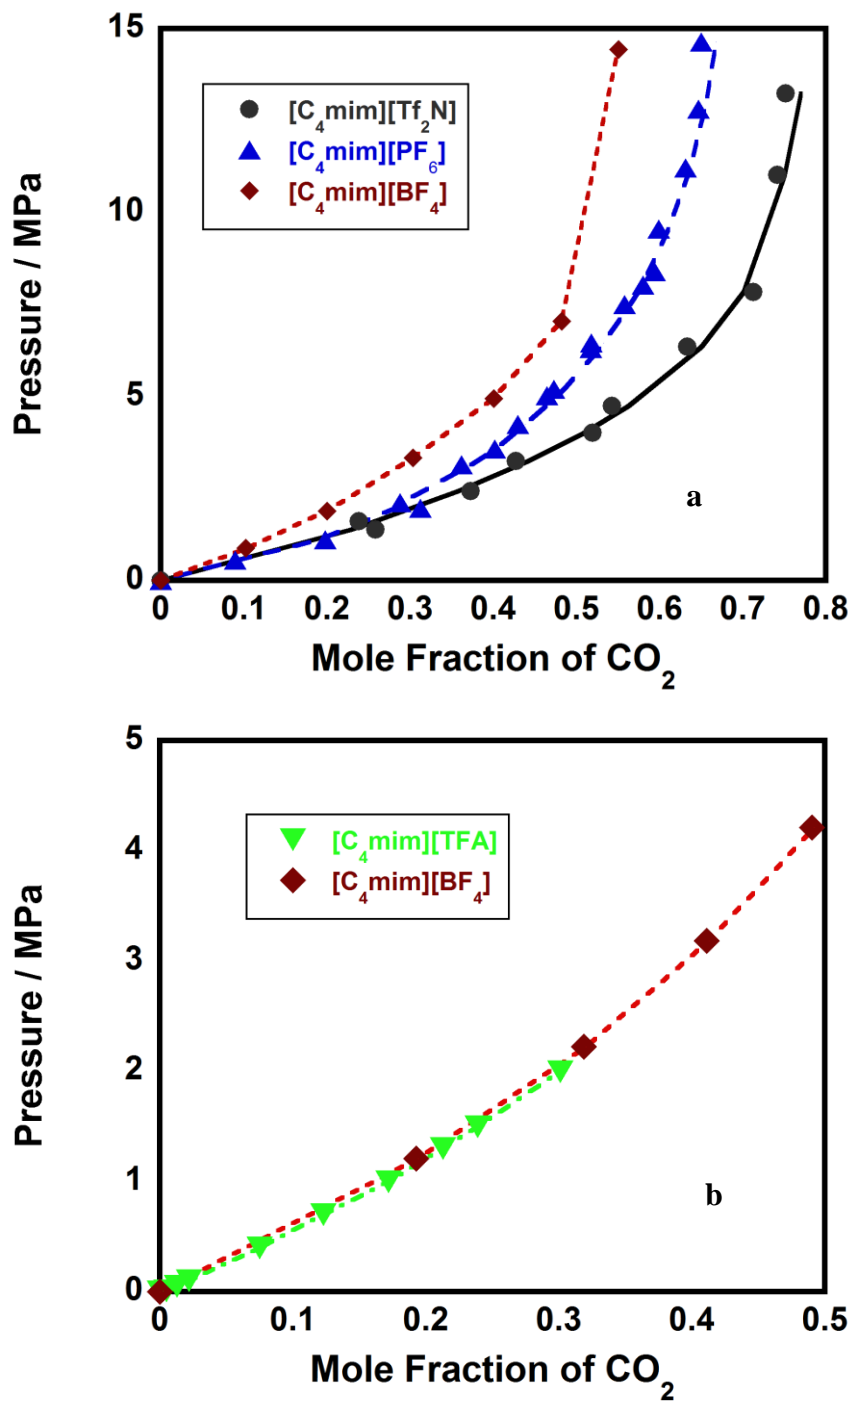 15
10
5
0
Pressure / MPa
[C₄mim][Tf₂N]
[C₄mim][PF₆]
[C₄mim][BF₄]
a
0 0.1 0.2 0.3 0.4 0.5 0.6 0.7 0.8
Mole Fraction of CO₂
5
4
3
2
1
0
Pressure / MPa
[C₄mim][TFA]
[C₄mim][BF₄]
b
0 0.1 0.2 0.3 0.4 0.5
Mole Fraction of CO₂